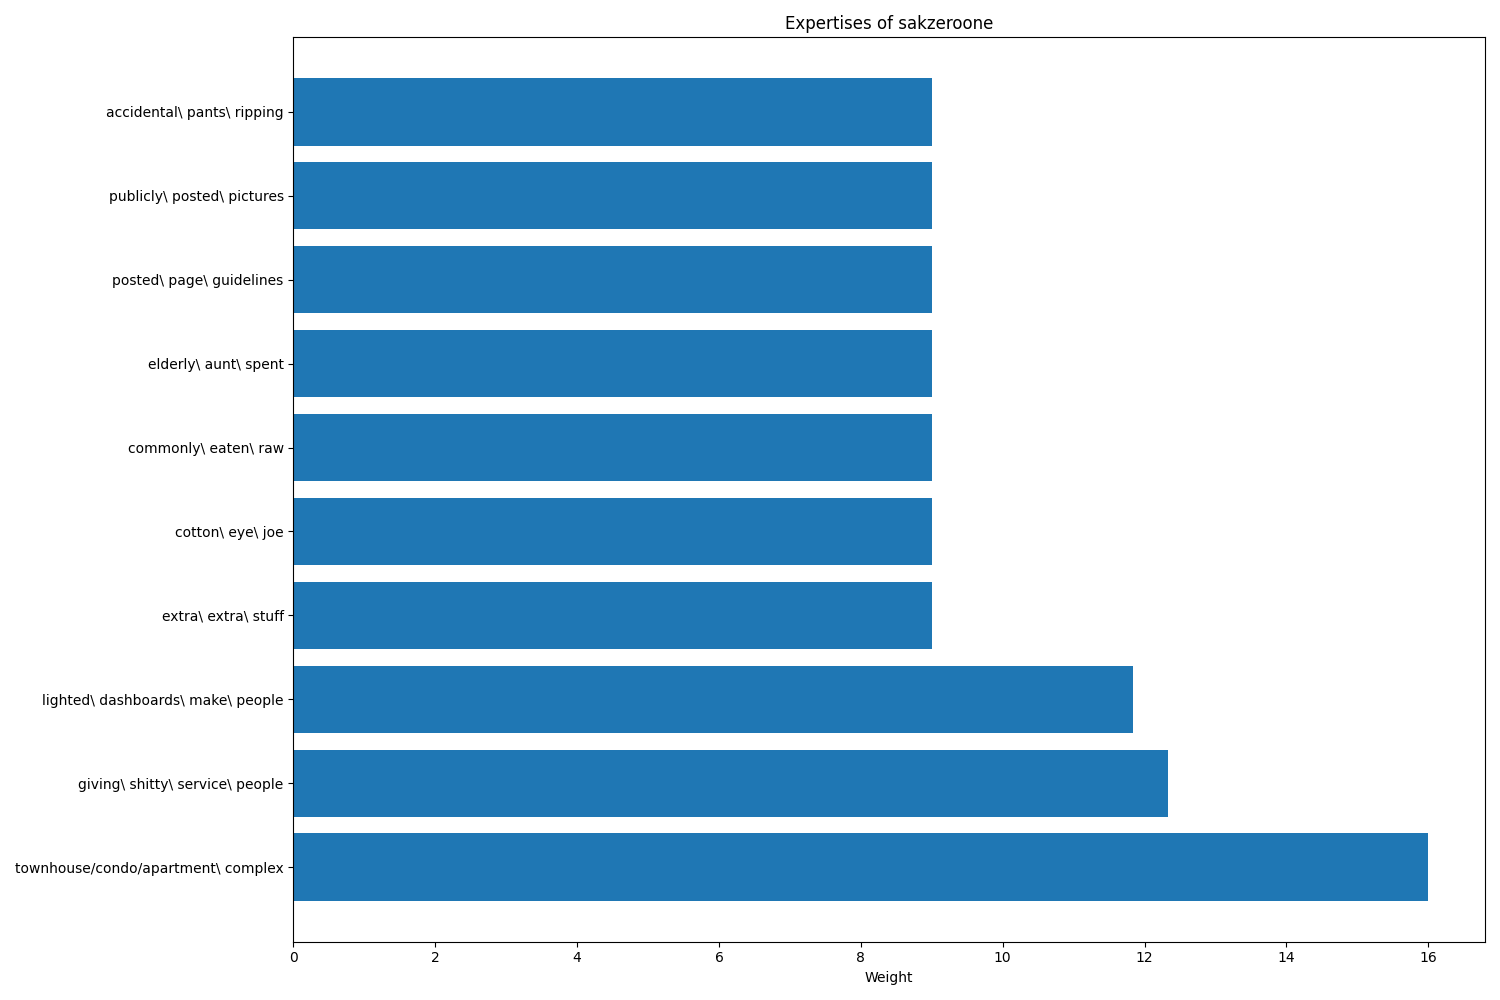 Expertises of sakzeroone
accidental\ pants\ ripping
publicly\ posted\ pictures
posted\ page\ guidelines
elderly\ aunt\ spent
commonly\ eaten\ raw
cotton\ eye\ joe
extra\ extra\ stuff
lighted\ dashboards\ make\ people
giving\ shitty\ service\ people
townhouse/condo/apartment\ complex
0 2 4 6 8 10 12 14 16
Weight